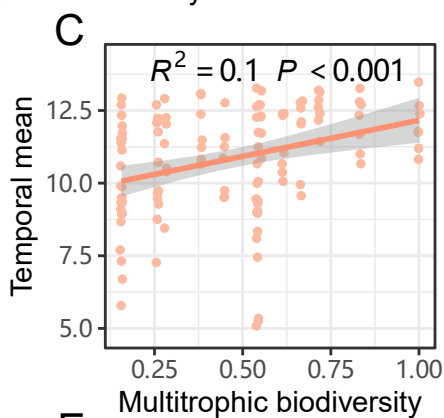 C
R² = 0.1 P < 0.001
Temporal mean
12.5
10.0
7.5
5.0
0.25 0.50 0.75 1.00
Multitrophic biodiversity